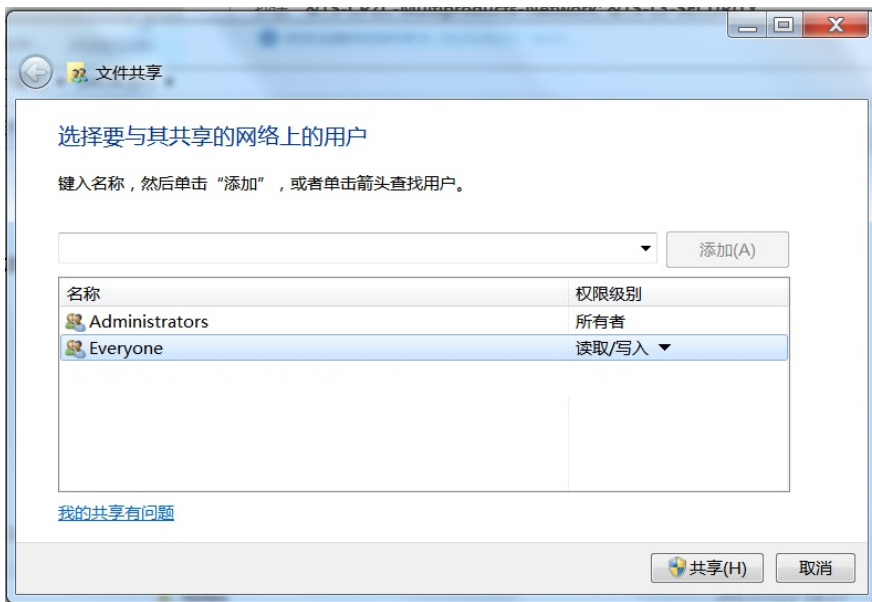 文件共享
选择要与其共享的网络上的用户
键入名称，然后单击“添加”，或者单击箭头查找用户。
添加(A)
名称 权限级别
Administrators 所有者
Everyone 读取/写入
我的共享有问题
共享(H) 取消